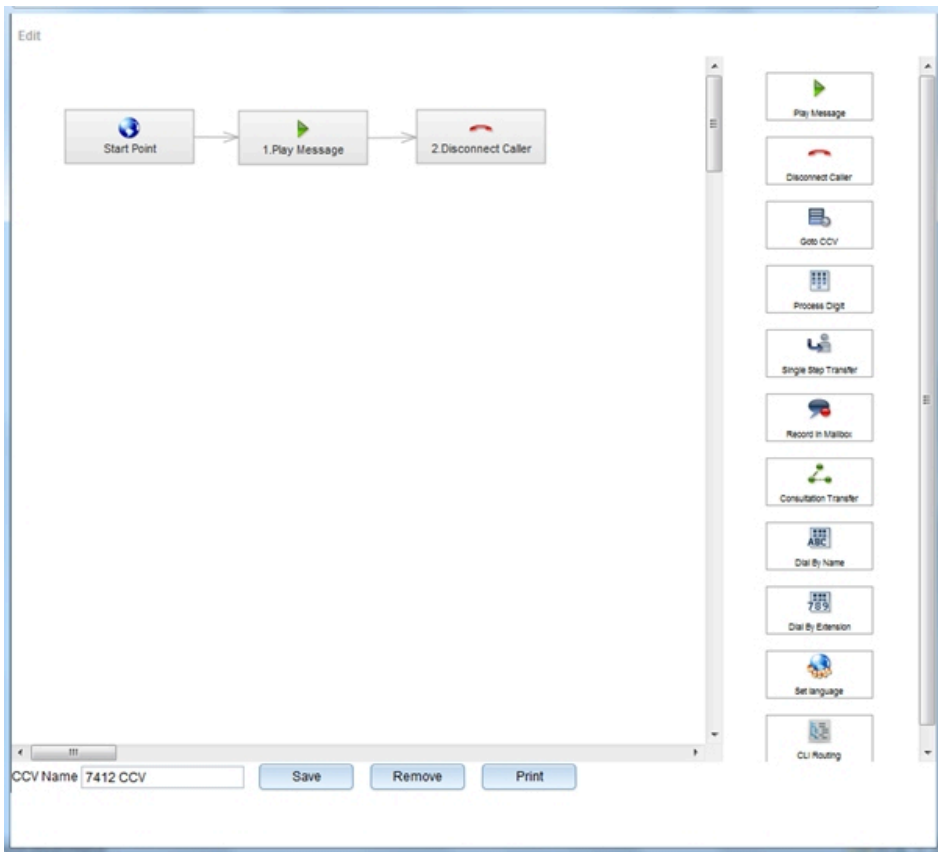 Edit
Start Point
1.Play Message
2.Disconnect Caller
Play Message
Disconnect Caller
Goto CCV
Process Digit
Single Step Transfer
Record In Mailbox
Consultation Transfer
ABC
Dial By Name
789
Dial By Extension
Set language
CLI Routing
CCV Name 7412 CCV Save Remove Print